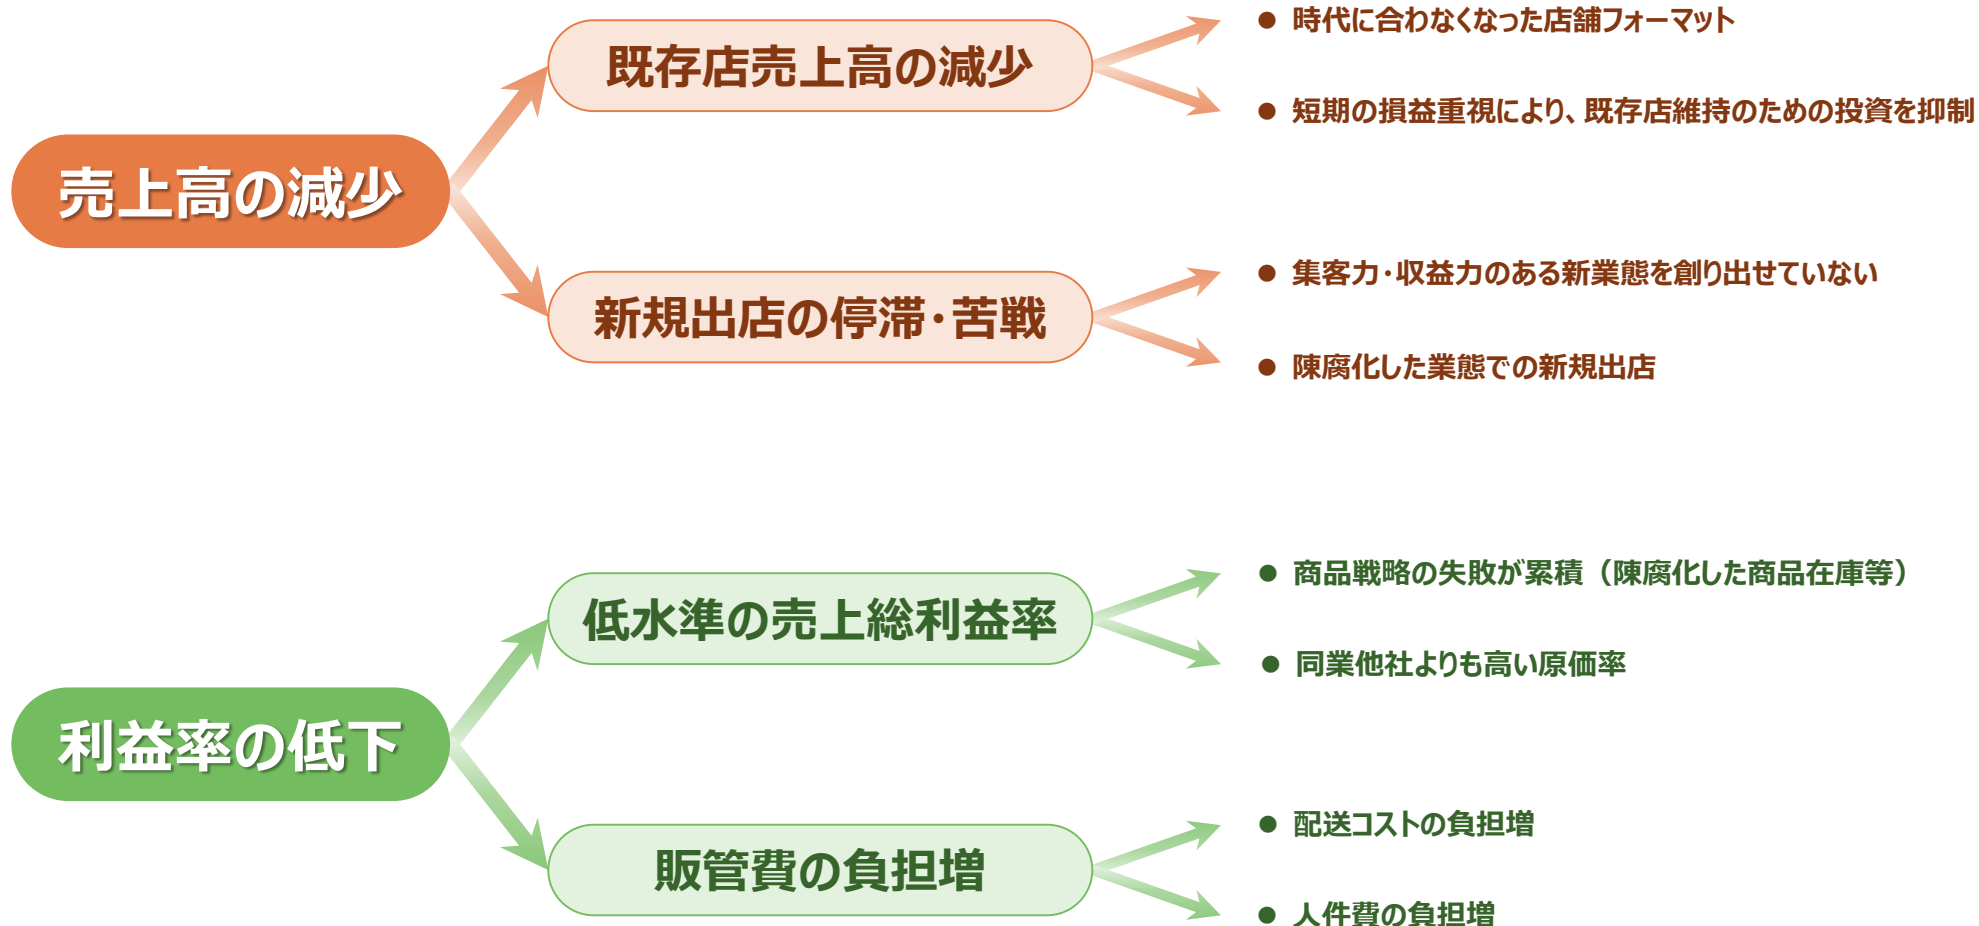 売上高の減少
既存店売上高の減少
● 時代に合わなくなった店舗フォーマット
● 短期の損益重視により、既存店維持のための投資を抑制
新規出店の停滞・苦戦
● 集客力・収益力のある新業態を創り出せていない
● 陳腐化した業態での新規出店
利益率の低下
低水準の売上総利益率
● 商品戦略の失敗が累積（陳腐化した商品在庫等）
● 同業他社よりも高い原価率
販管費の負担増
● 配送コストの負担増
● 人件費の負担増